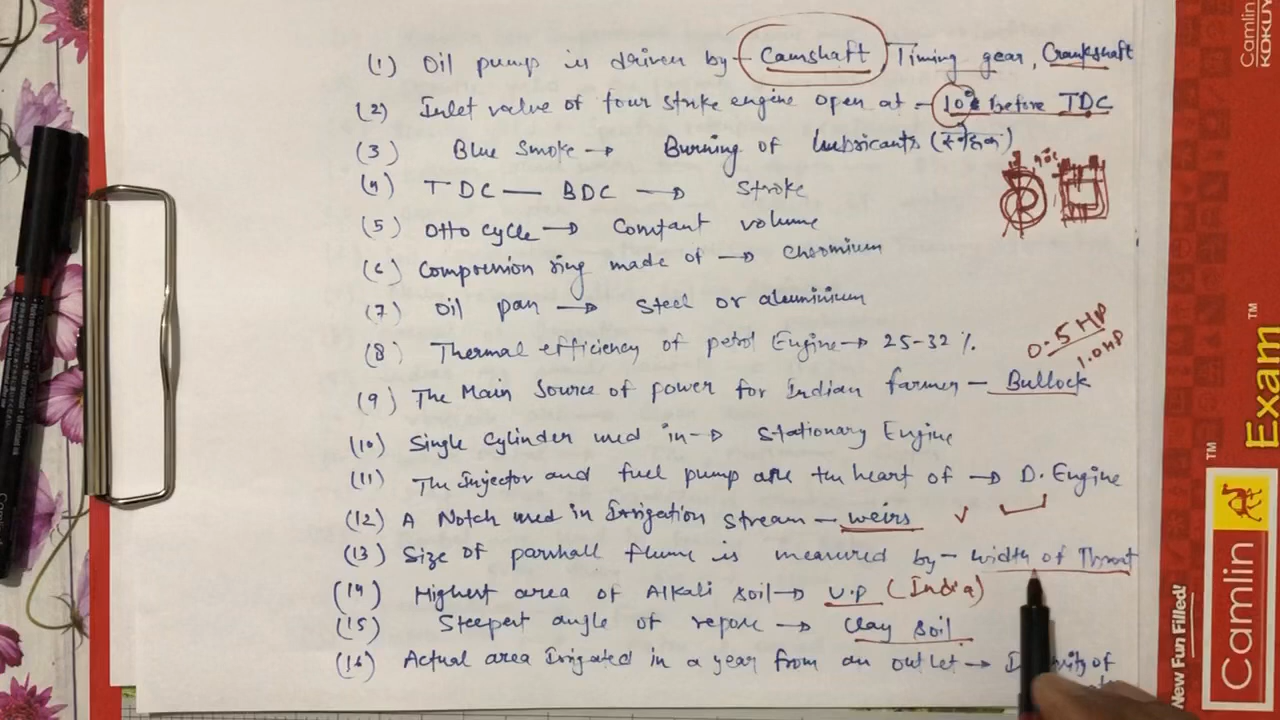 (1) Oil pump is driven by - Camshaft, Timing gear, Crankshaft
(2) Inlet valve of four stroke engine open at - 10° before TDC
(3) Blue Smoke → Burning of lubricants (स्नेहक)
(4) TDC — BDC → Stroke
90°
(5) Otto cycle → Constant volume
(6) Compression ring made of → chromium
(7) Oil pan → Steel or aluminium
(8) Thermal efficiency of petrol Engine → 25-32 %.
0.5 HP
1.0 HP
(9) The Main Source of power for Indian farmer - Bullock
(10) Single Cylinder used in → Stationary Engine
(11) The Injector and fuel pump are the heart of → D. Engine
(12) A Notch used in Irrigation stream - weirs
(13) Size of parshall flume is measured by - width of Throat
(14) Highest area of Alkali soil → U.P (India)
(15) Steepest angle of repose → Clay soil
(16) Actual area Irrigated in a year from an outlet → of
Camlin
KOKUYO
Exam™
™
Camlin
New Fun Filled!